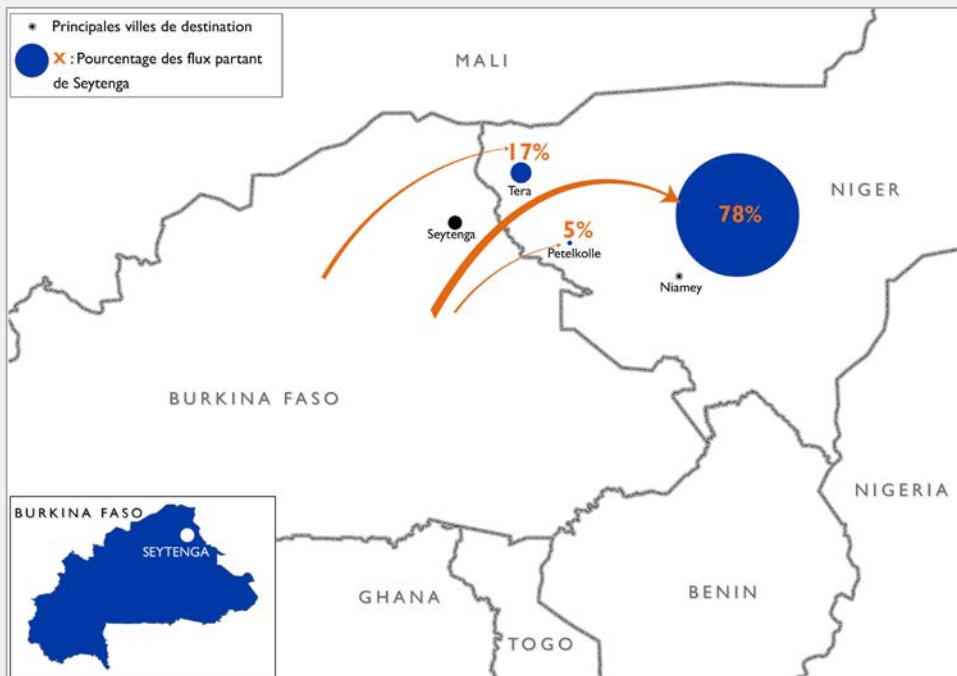 Principales villes de destination
X : Pourcentage des flux partant
de Seytenga
MALI
17%
Tera
NIGER
78%
Seytenga
5%
Petelkolle
Niamey
BURKINA FASO
NIGERIA
BURKINA FASO
SEYTENGA
GHANA
BENIN
TOGO